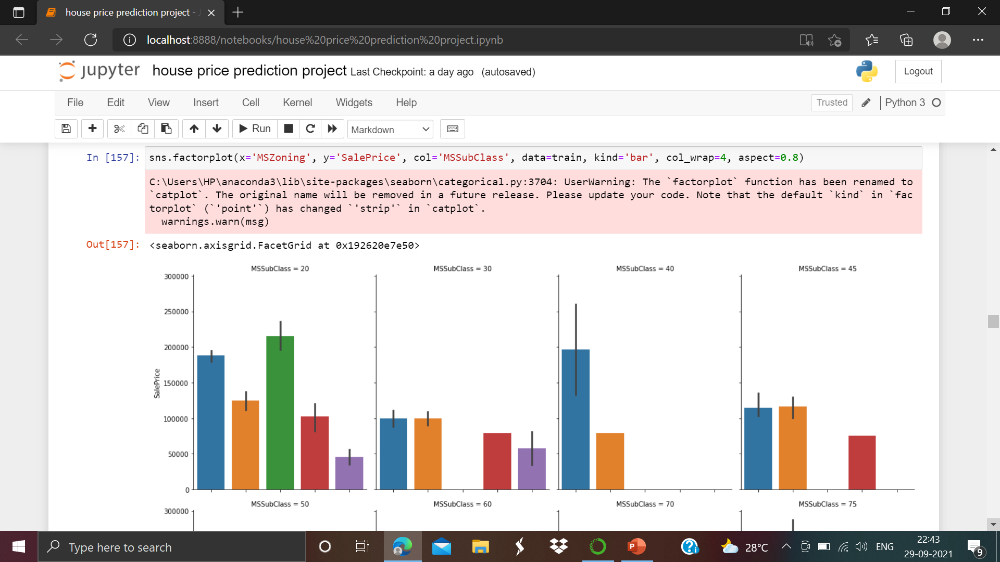 house price prediction project - J
localhost:8888/notebooks/house%20price%20prediction%20project.ipynb
jupyter house price prediction project Last Checkpoint: a day ago (autosaved) Logout
File Edit View Insert Cell Kernel Widgets Help Trusted Python 3
Run Markdown
In [157]: sns.factorplot(x='MSZoning', y='SalePrice', col='MSSubClass', data=train, kind='bar', col_wrap=4, aspect=0.8)
C:\Users\HP\anaconda3\lib\site-packages\seaborn\categorical.py:3704: UserWarning: The `factorplot` function has been renamed to
`catplot`. The original name will be removed in a future release. Please update your code. Note that the default `kind` in `fac
torplot` (`'point'`) has changed `'strip'` in `catplot`.
warnings.warn(msg)
Out[157]: <seaborn.axisgrid.FacetGrid at 0x192620e7e50>
MSSubClass = 20 MSSubClass = 30 MSSubClass = 40 MSSubClass = 45
300000
250000
200000
150000
100000
50000
0
SalePrice
MSSubClass = 50 MSSubClass = 60 MSSubClass = 70 MSSubClass = 75
300000
Type here to search
P
28°C
ENG
22:43
29-09-2021
9